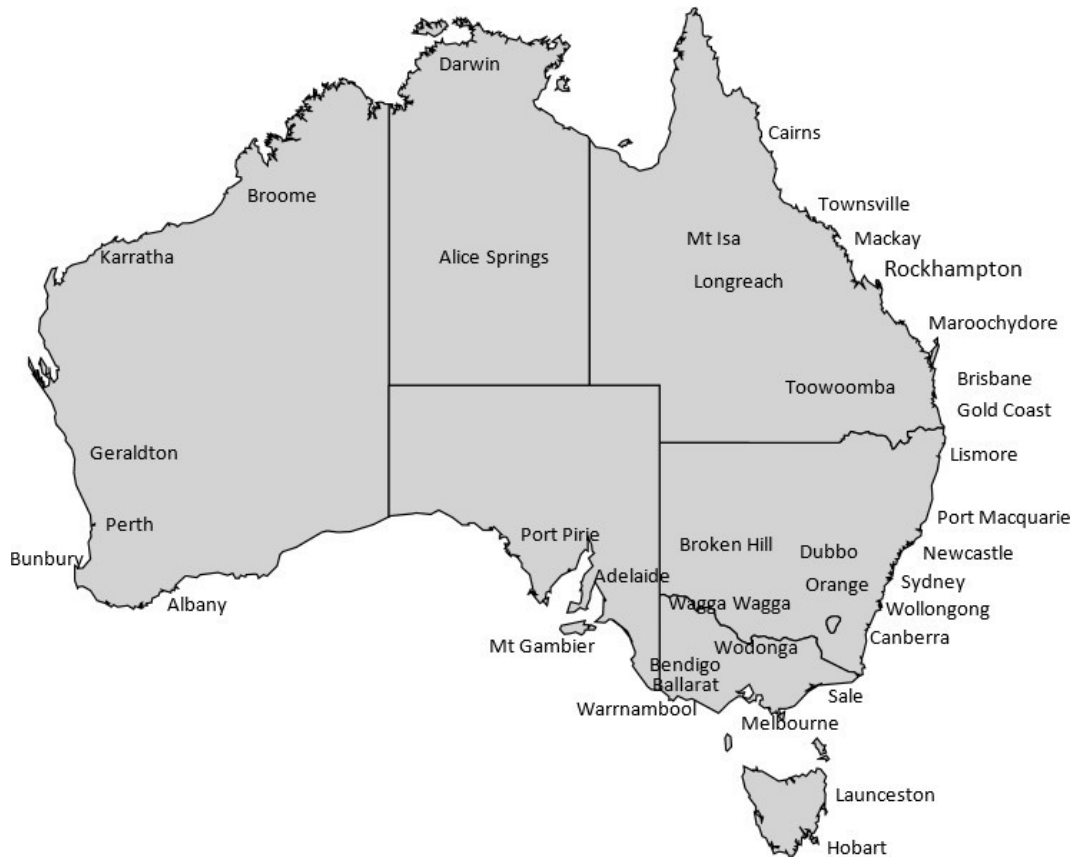 Darwin
Cairns
Broome
Townsville
Mt Isa
Mackay
Karratha
Alice Springs
Rockhampton
Longreach
Maroochydore
Toowoomba
Brisbane
Gold Coast
Geraldton
Lismore
Perth
Port Macquarie
Port Pirie
Broken Hill
Dubbo
Newcastle
Bunbury
Adelaide
Orange
Sydney
Albany
Wagga Wagga
Wollongong
Mt Gambier
Wodonga
Canberra
Bendigo
Ballarat
Sale
Warrnambool
Melbourne
Launceston
Hobart